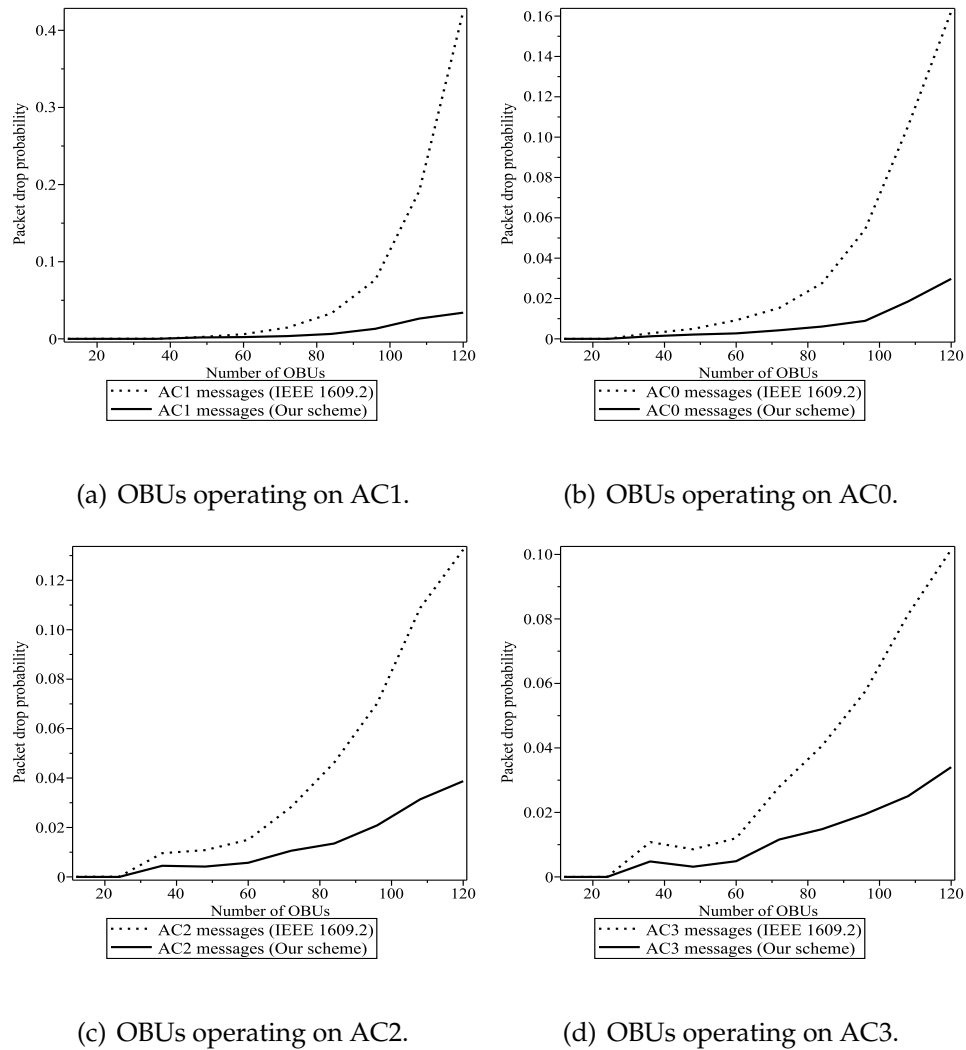 0.4
0.3
0.2
0.1
0
Packet drop probability
20 40 60 80 100 120
Number of OBUs
AC1 messages (IEEE 1609.2)
AC1 messages (Our scheme)
(a) OBUs operating on AC1.
0.16
0.14
0.12
0.10
0.08
0.06
0.04
0.02
0
Packet drop probability
20 40 60 80 100 120
Number of OBUs
AC0 messages (IEEE 1609.2)
AC0 messages (Our scheme)
(b) OBUs operating on AC0.
0.12
0.10
0.08
0.06
0.04
0.02
0
Packet drop probability
20 40 60 80 100 120
Number of OBUs
AC2 messages (IEEE 1609.2)
AC2 messages (Our scheme)
(c) OBUs operating on AC2.
0.10
0.08
0.06
0.04
0.02
0
Packet drop probability
20 40 60 80 100 120
Number of OBUs
AC3 messages (IEEE 1609.2)
AC3 messages (Our scheme)
(d) OBUs operating on AC3.